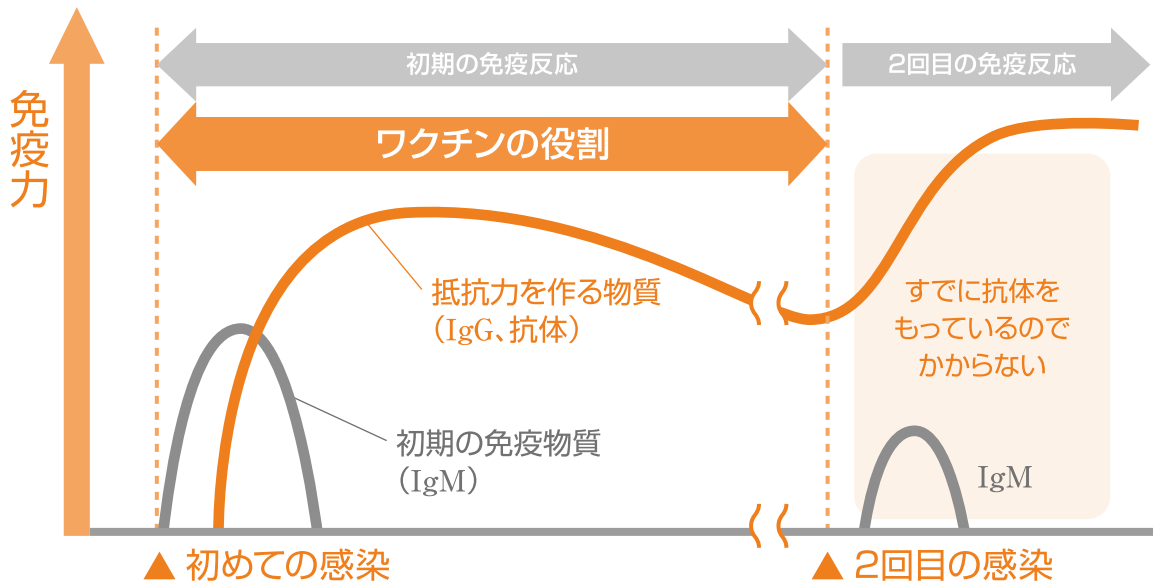 免疫力
初期の免疫反応
2回目の免疫反応
ワクチンの役割
抵抗力を作る物質
（IgG、抗体）
すでに抗体を
もっているので
かからない
初期の免疫物質
（IgM）
IgM
▲ 初めての感染
▲ 2回目の感染